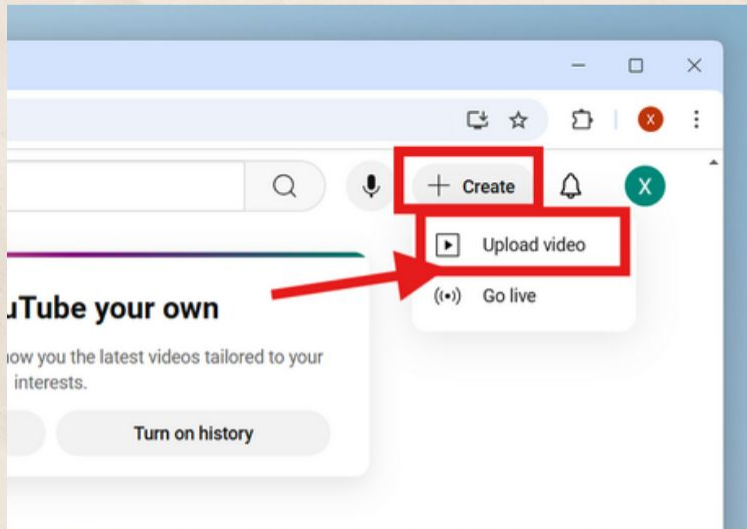 X
+ Create
X
Upload video
Go live
uTube your own
now you the latest videos tailored to your
interests.
Turn on history